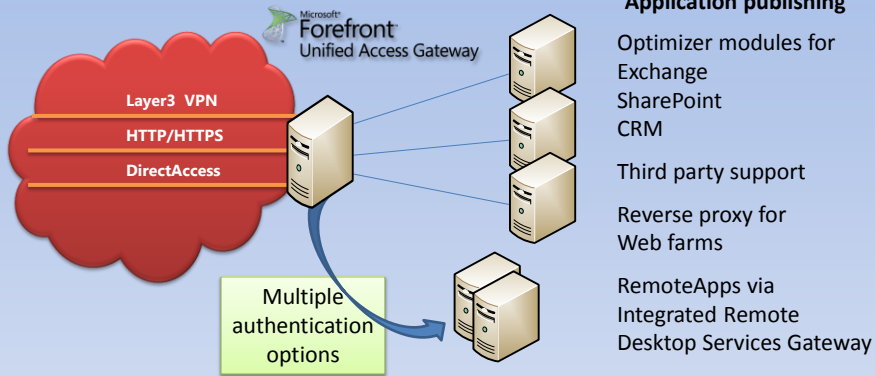 Microsoft®
Forefront™
Unified Access Gateway
Layer3 VPN
HTTP/HTTPS
DirectAccess
Multiple
authentication
options
Application publishing
Optimizer modules for
Exchange
SharePoint
CRM
Third party support
Reverse proxy for
Web farms
RemoteApps via
Integrated Remote
Desktop Services Gateway